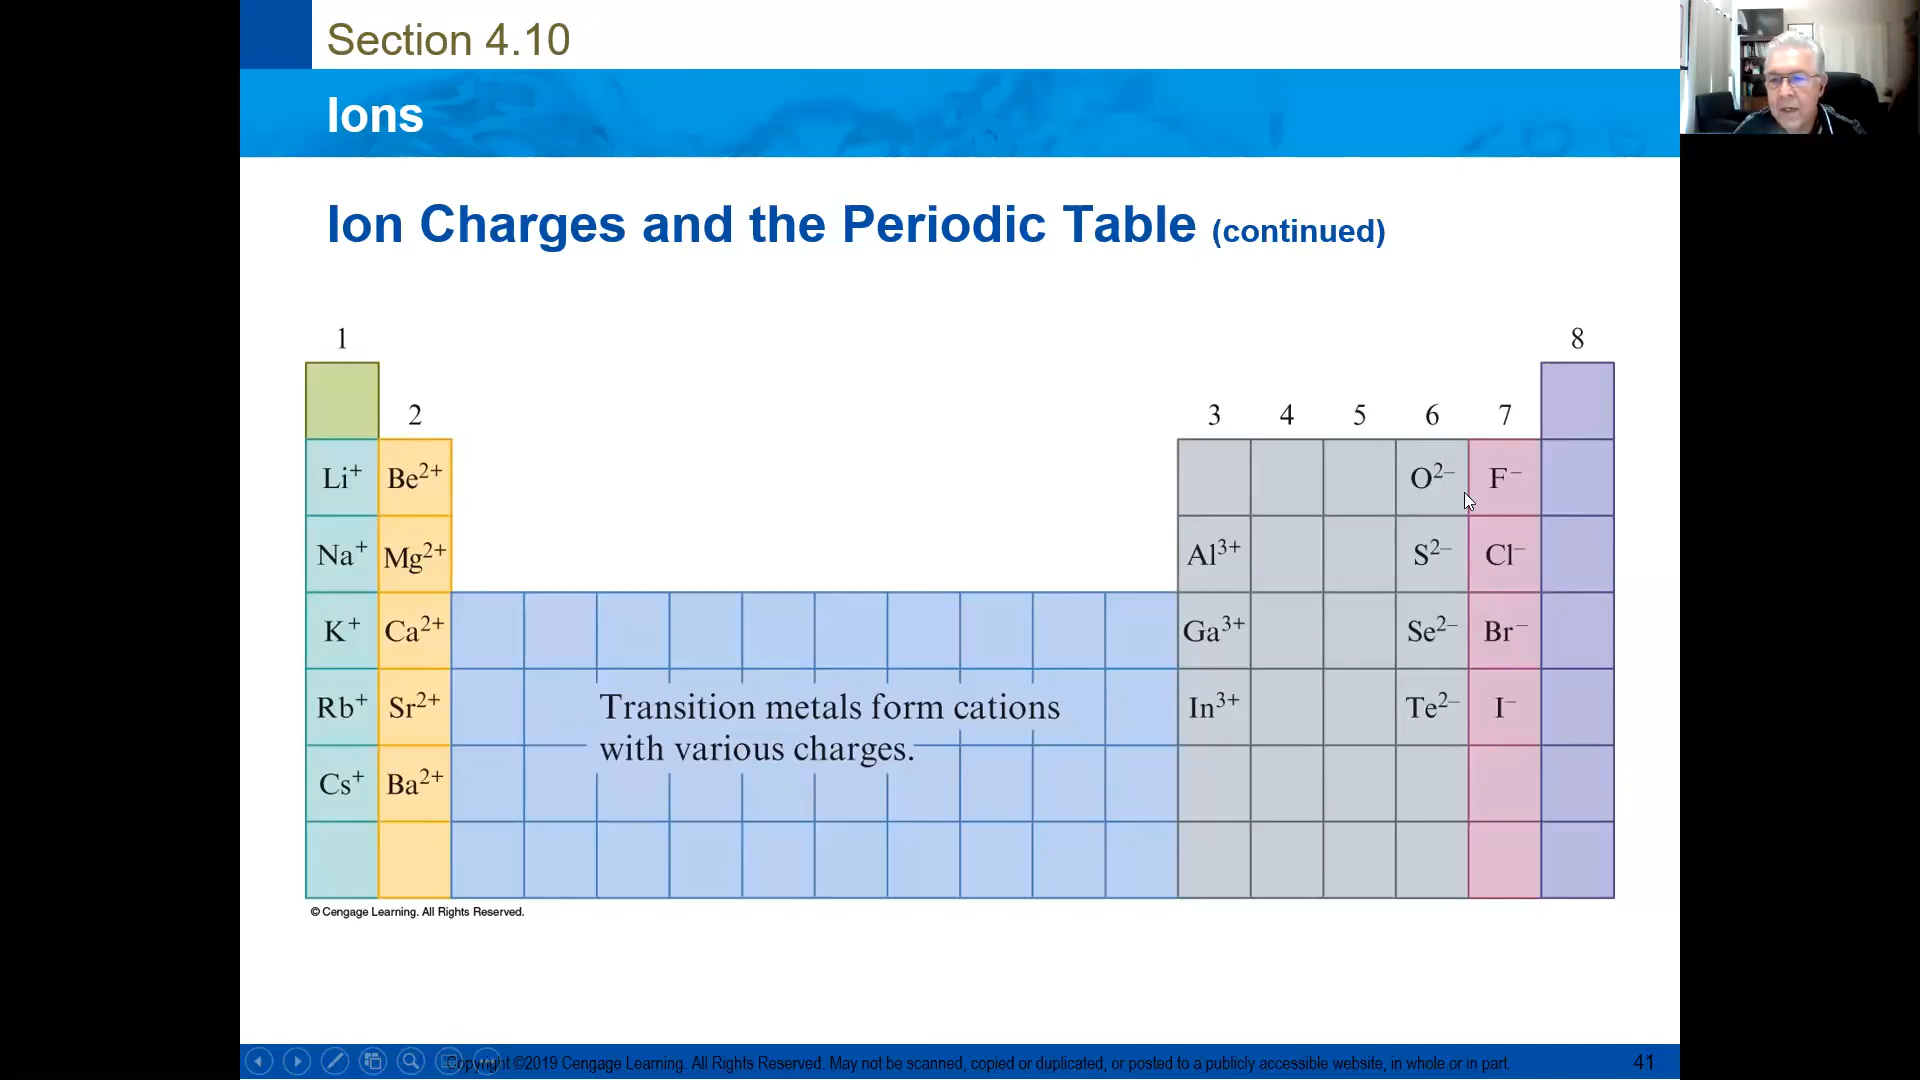 Section 4.10
Ions
Ion Charges and the Periodic Table (continued)
1 8
2 3 4 5 6 7
Li⁺ Be²⁺ O²⁻ F⁻
Na⁺ Mg²⁺ Al³⁺ S²⁻ Cl⁻
K⁺ Ca²⁺ Ga³⁺ Se²⁻ Br⁻
Rb⁺ Sr²⁺ Transition metals form cations In³⁺ Te²⁻ I⁻
with various charges.
Cs⁺ Ba²⁺
© Cengage Learning. All Rights Reserved.
Copyright ©2019 Cengage Learning. All Rights Reserved. May not be scanned, copied or duplicated, or posted to a publicly accessible website, in whole or in part. 41